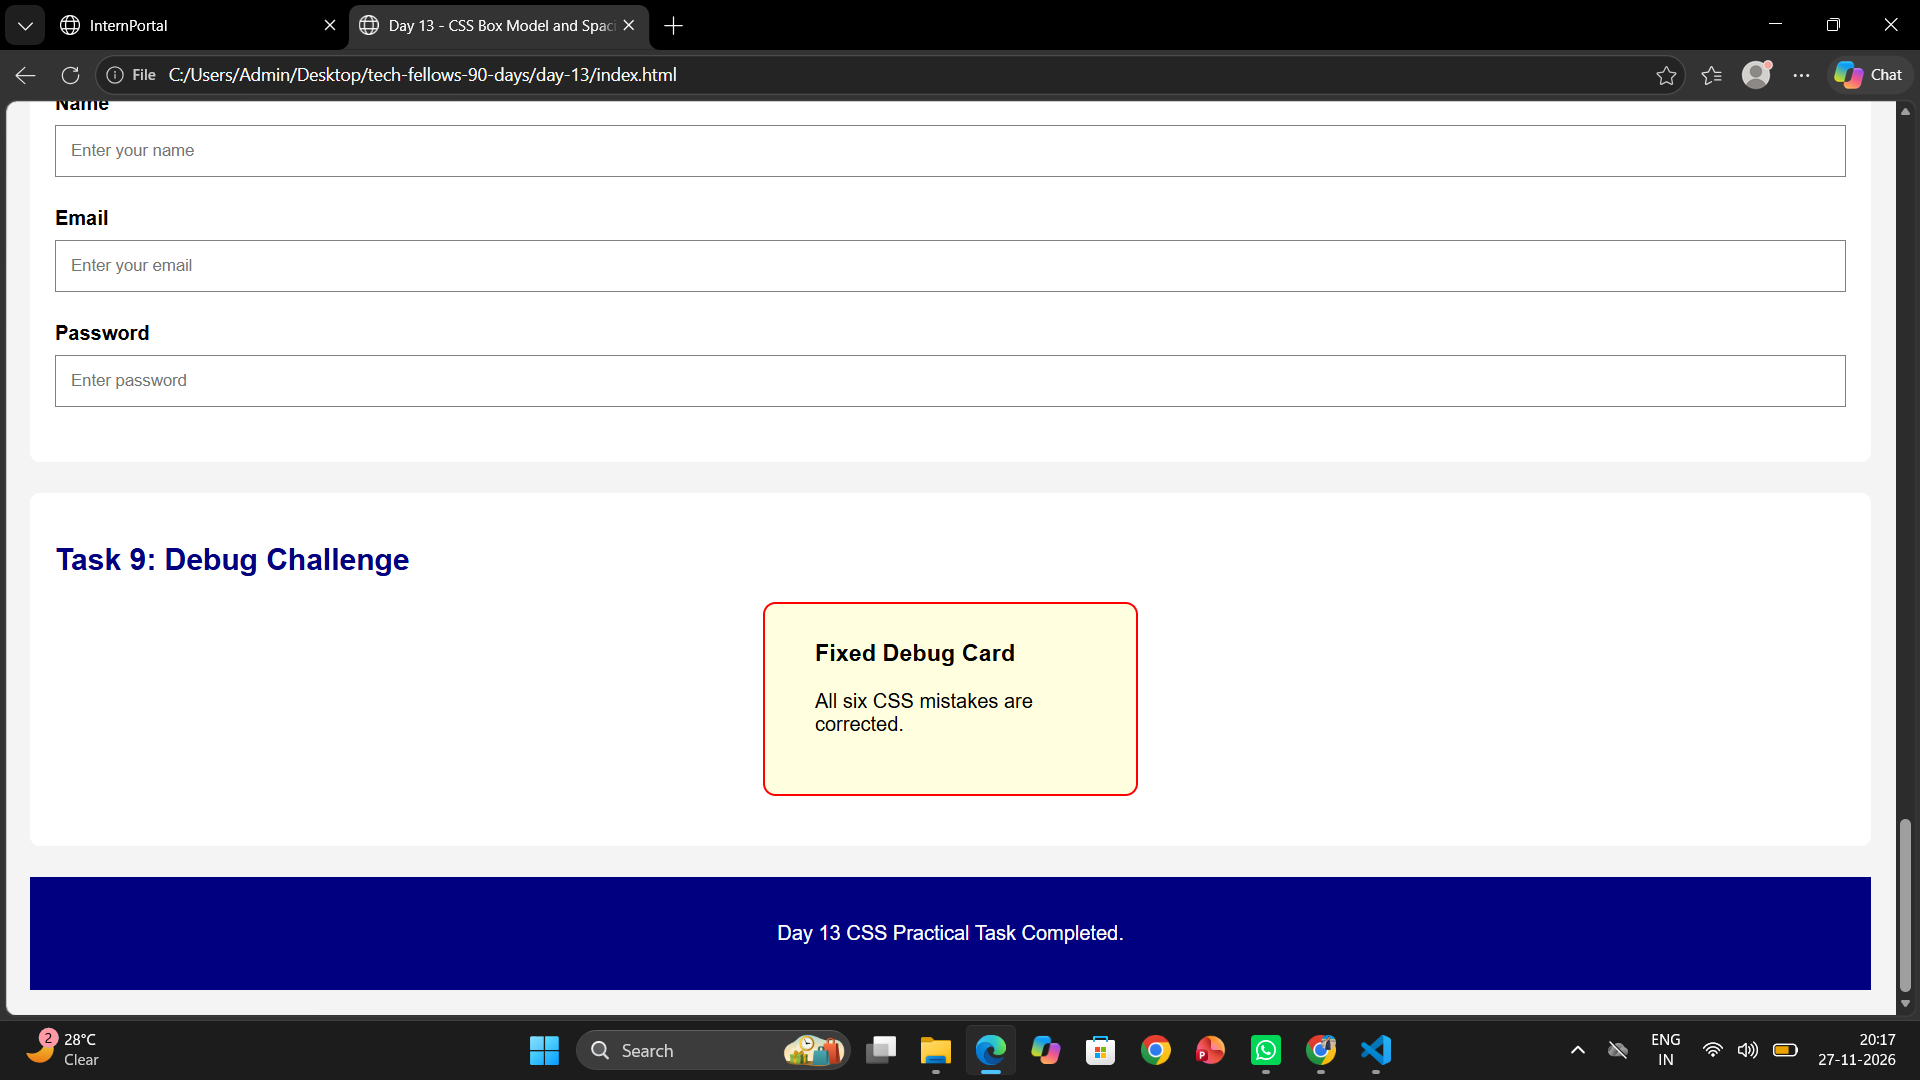 InternPortal
Day 13 - CSS Box Model and Spaci
File C:/Users/Admin/Desktop/tech-fellows-90-days/day-13/index.html
Chat
Name
Enter your name
Email
Enter your email
Password
Enter password
Task 9: Debug Challenge
Fixed Debug Card
All six CSS mistakes are
corrected.
Day 13 CSS Practical Task Completed.
2
28°C
Clear
Search
P
ENG
IN
20:17
27-11-2026